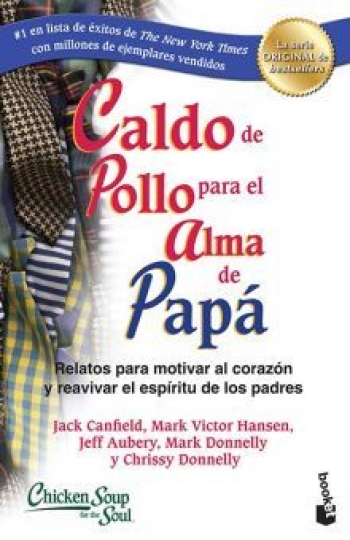 #1 en lista de éxitos de The New York Times
con millones de ejemplares vendidos
La serie
ORIGINAL de
bestsellers
Caldo de
Pollo para el
alma
de
Papá
Relatos para motivar al corazón
y reavivar el espíritu de los padres
Jack Canfield, Mark Victor Hansen,
Jeff Aubery, Mark Donnelly
y Chrissy Donnelly
Chicken Soup
for the
Soul
booket